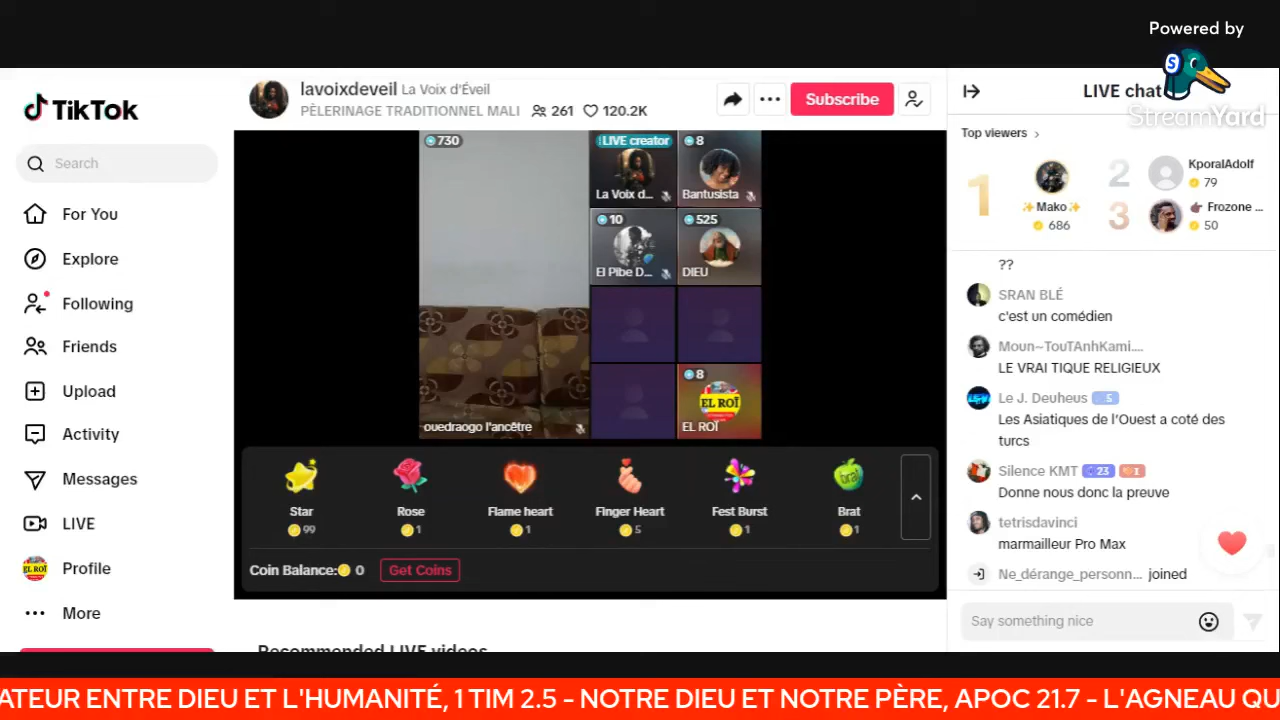 Powered by
StreamYard
TikTok
Search
For You
Explore
Following
Friends
Upload
Activity
Messages
LIVE
Profile
More
lavoixdeveil La Voix d'Éveil
PÈLERINAGE TRADITIONNEL MALI 261 120.2K
Subscribe
730
LIVE creator
La Voix d...
8
Bantusista
10
El Pibe D...
525
DIEU
ouedraogo l'ancêtre
8
EL ROÏ
EL ROÏ
Star
99
Rose
1
Flame heart
1
Finger Heart
5
Fest Burst
1
brat
Brat
1
Coin Balance: 0 Get Coins
Recommended LIVE videos
LIVE chat
Top viewers
1
✨Mako✨
686
2
KporalAdolf
79
3
Frozone ...
50
??
SRAN BLÉ
c'est un comédien
Moun~TouTAnhKami....
LE VRAI TIQUE RELIGIEUX
Le J. Deuheus 5
Les Asiatiques de l'Ouest a coté des
turcs
Silence KMT 23 1
Donne nous donc la preuve
tetrisdavinci
marmailleur Pro Max
Ne_dérange_personn... joined
Say something nice
ATEUR ENTRE DIEU ET L'HUMANITÉ, 1 TIM 2.5 - NOTRE DIEU ET NOTRE PÈRE, APOC 21.7 - L'AGNEAU QU